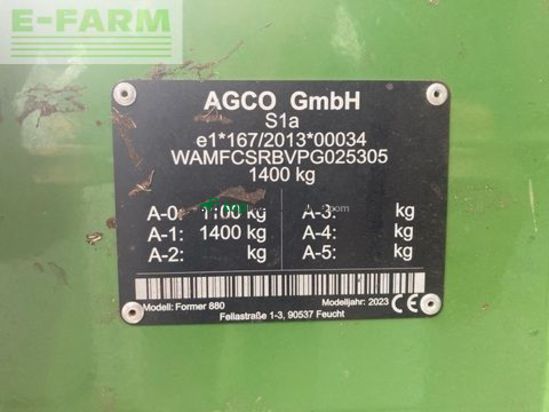 E-FARM
AGCO GmbH
S1a
e1*167/2013*00034
WAMFCSRBVPG025305
1400 kg
A-0: 1100 kg A-3: kg
A-1: 1400 kg A-4: kg
A-2: kg A-5: kg
Modell: Former 880 Modelljahr: 2023 CE
Fellastraße 1-3, 90537 Feucht